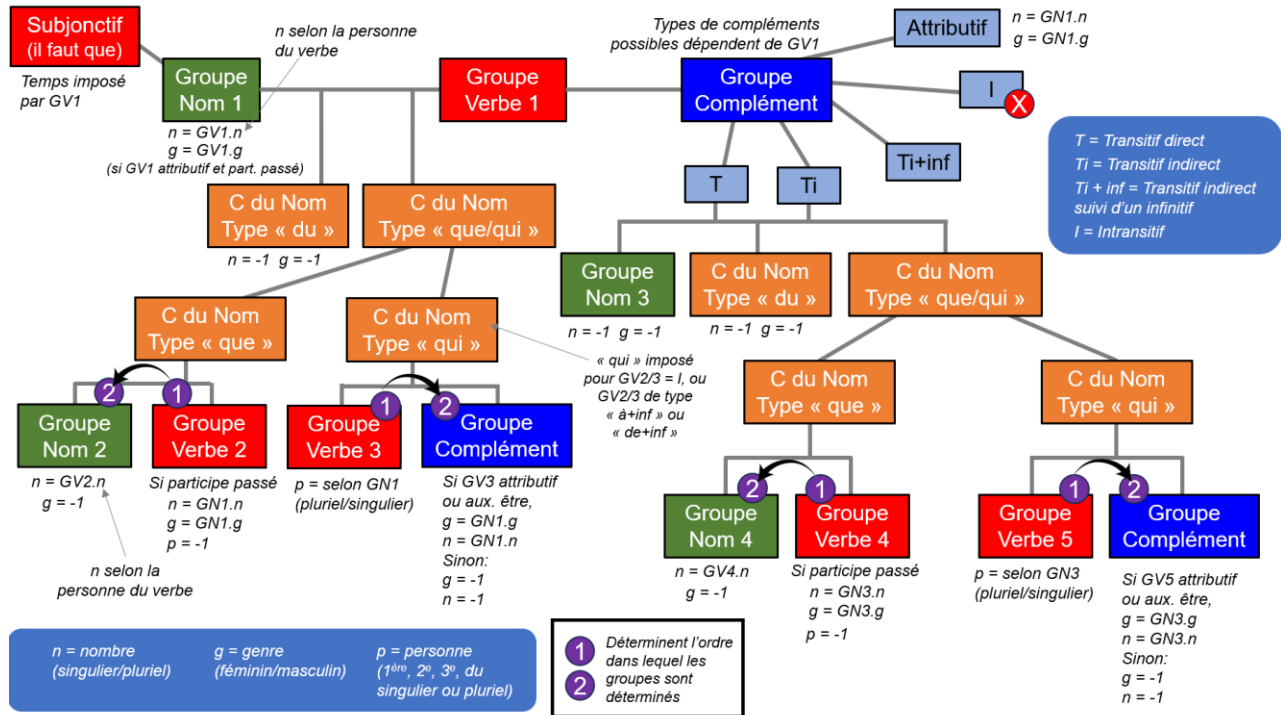 Subjonctif
(il faut que)
Temps imposé
par GV1
n selon la personne
du verbe
Groupe
Nom 1
n = GV1.n
g = GV1.g
(si GV1 attributif et part. passé)
Groupe
Verbe 1
Types de compléments
possibles dépendent de GV1
Groupe
Complément
Attributif
n = GN1.n
g = GN1.g
I
X
Ti+inf
T
Ti
T = Transitif direct
Ti = Transitif indirect
Ti + inf = Transitif indirect
suivi d'un infinitif
I = Intransitif
C du Nom
Type « du »
n = -1 g = -1
C du Nom
Type « que/qui »
Groupe
Nom 3
n = -1 g = -1
C du Nom
Type « du »
n = -1 g = -1
C du Nom
Type « que/qui »
C du Nom
Type « que »
C du Nom
Type « qui »
« qui » imposé
pour GV2/3 = I, ou
GV2/3 de type
« à+inf » ou
« de+inf »
C du Nom
Type « que »
C du Nom
Type « qui »
2
1
Groupe
Nom 2
n = GV2.n
g = -1
n selon la
personne du verbe
Groupe
Verbe 2
Si participe passé
n = GN1.n
g = GN1.g
p = -1
1
2
Groupe
Verbe 3
p = selon GN1
(pluriel/singulier)
Groupe
Complément
Si GV3 attributif
ou aux. être,
g = GN1.g
n = GN1.n
Sinon:
g = -1
n = -1
2
1
Groupe
Nom 4
n = GV4.n
g = -1
Groupe
Verbe 4
Si participe passé
n = GN3.n
g = GN3.g
p = -1
1
2
Groupe
Verbe 5
p = selon GN3
(pluriel/singulier)
Groupe
Complément
Si GV5 attributif
ou aux. être,
g = GN3.g
n = GN3.n
Sinon:
g = -1
n = -1
n = nombre
(singulier/pluriel)
g = genre
(féminin/masculin)
p = personne
(1ère, 2e, 3e, du
singulier ou pluriel)
1
2
Déterminent l'ordre
dans lequel les
groupes sont
déterminés